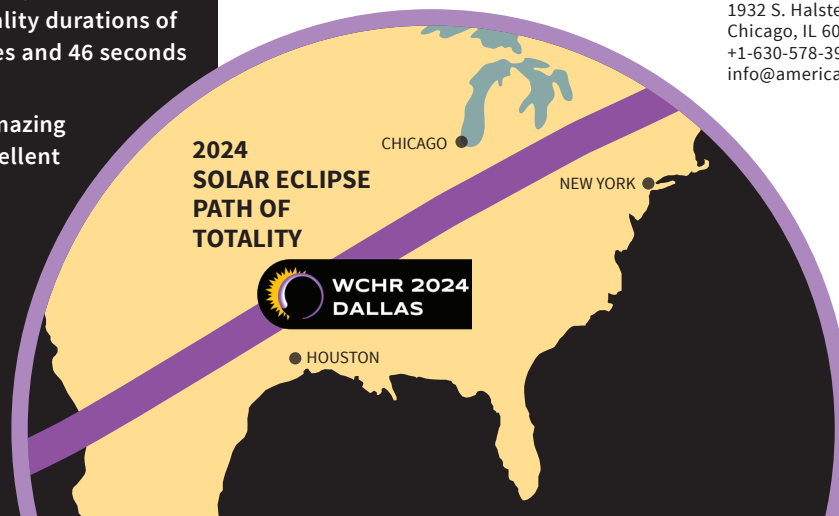 ality durations of
es and 46 seconds
nazing
ellent
1932 S. Halste
Chicago, IL 60
+1-630-578-39
info@america
2024
SOLAR ECLIPSE
PATH OF
TOTALITY
CHICAGO
NEW YORK
WCHR 2024
DALLAS
HOUSTON